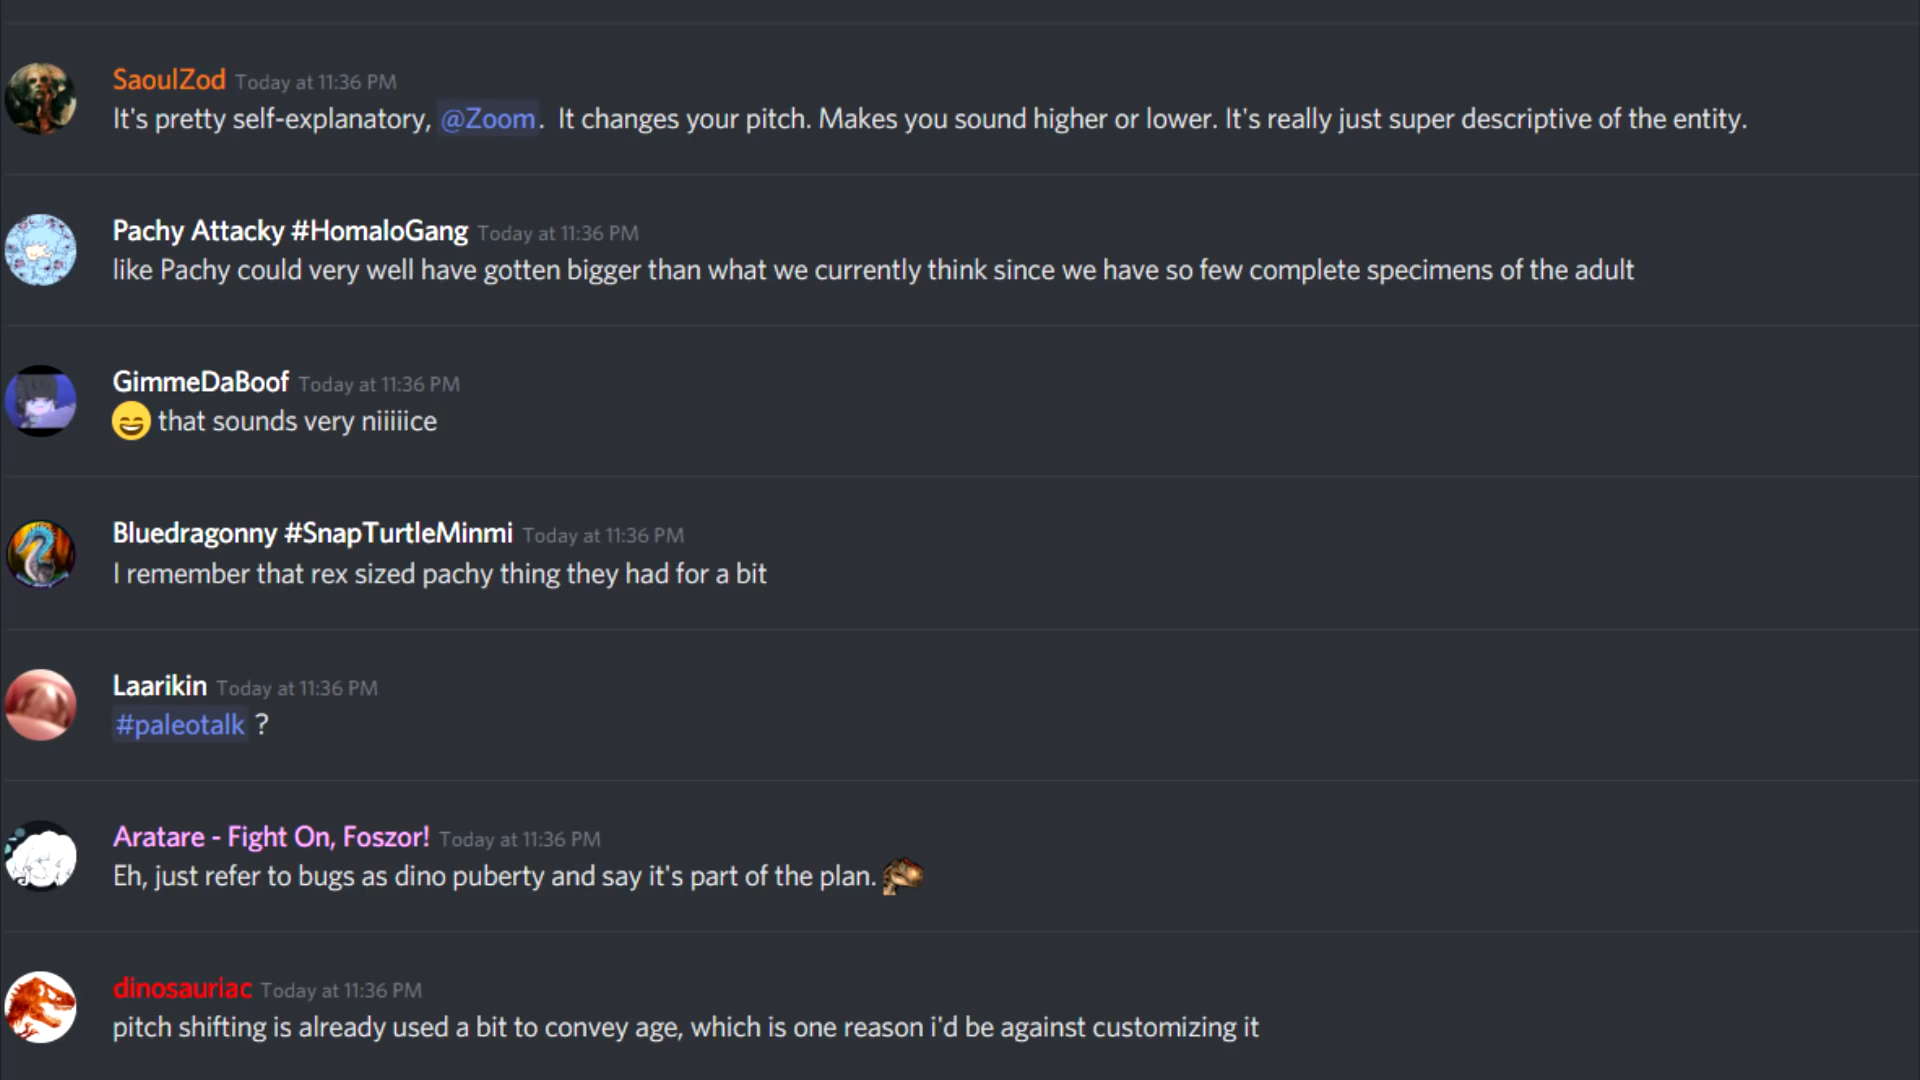 SaoulZod Today at 11:36 PM
It's pretty self-explanatory, @Zoom. It changes your pitch. Makes you sound higher or lower. It's really just super descriptive of the entity.
Pachy Attacky #HomaloGang Today at 11:36 PM
like Pachy could very well have gotten bigger than what we currently think since we have so few complete specimens of the adult
GimmeDaBoof Today at 11:36 PM
😄 that sounds very niiiiice
Bluedragonny #SnapTurtleMinmi Today at 11:36 PM
I remember that rex sized pachy thing they had for a bit
Laarikin Today at 11:36 PM
#paleotalk ?
Aratare - Fight On, Foszor! Today at 11:36 PM
Eh, just refer to bugs as dino puberty and say it's part of the plan.
dinosauriac Today at 11:36 PM
pitch shifting is already used a bit to convey age, which is one reason i'd be against customizing it